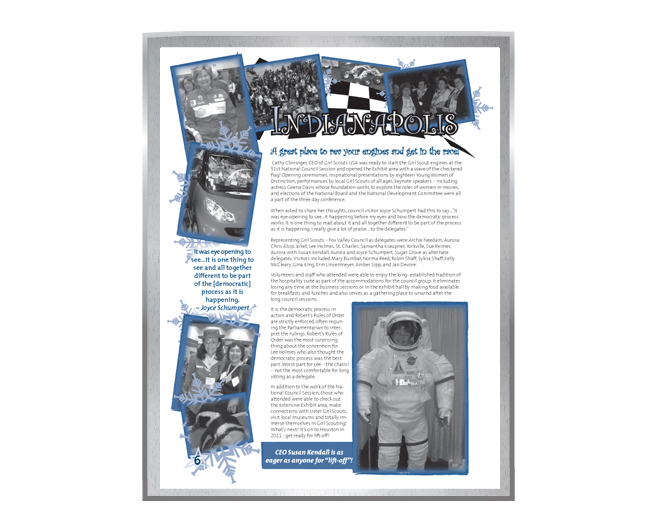 INDIANAPOLIS
A great place to rev your engines and get in the race!
Cathy Cloninger, CEO of Girl Scouts USA was ready to start the Girl Scout engines at the
51st National Council Session and opened the Exhibit area with a wave of the checkered
flag! Opening ceremonies, inspirational presentations by eighteen Young Women of
Distinction, performances by local Girl Scouts of all ages, keynote speakers – including
actress Geena Davis whose foundation works to explore the roles of women in movies,
and elections of the National Board and the National Development Committee were all
a part of the three day conference.
When asked to share her thoughts, council visitor Joyce Schumpert had this to say..."It
was eye opening to see...it happening before my eyes and how the democratic process
works. It is one thing to read about it and all together different to be part of the process
as it is happening. I really give a lot of praise ...to the delegates."
Representing Girl Scouts - Fox Valley Council as delegates were Archie Needam, Aurora;
Chris Allsip, Joliet; Lee Holmes, St. Charles; Samantha Knappner, Yorkville, Sue Reimer,
Aurora with Susan Kendall, Aurora and Joyce Schumpert, Sugar Grove as alternate
delegates. Visitors included Mary Bumbar, Norma Reed, Robin Shaff, Sylvia Shaff, Kelly
McCleary, Gina King, Erin Linsenmeyer, Amber Sipp, and Jan Devore.
Volunteers and staff who attended were able to enjoy the long- established tradition of
the hospitality suite as part of the accommodations for the council group. It eliminates
losing any time at the business sessions or in the exhibit hall by making food available
for breakfasts and lunches and also serves as a gathering place to unwind after the
long council sessions.
It was eye opening to
see...it is one thing to
see and all together
different to be part
of the [democratic]
process as it is
happening.
– Joyce Schumpert
It is the democratic process in
action and Robert's Rules of Order
are strictly enforced, often requir-
ing the Parliamentarian to inter-
pret the rulings. Robert's Rules of
Order was the most surprising
thing about the convention for
Lee Holmes who also thought the
democratic process was the best
part. Worst part for Lee – the chairs!
– not the most comfortable for long
sitting as a delegate.
In addition to the work of the Na-
tional Council Session, those who
attended were able to check out
the extensive Exhibit area, make
connections with sister Girl Scouts,
visit local museums and totally im-
merse themselves in Girl Scouting!
What's next? It's on to Houston in
2011 - get ready for lift off!
CEO Susan Kendall is as
eager as anyone for "lift-off"!
6